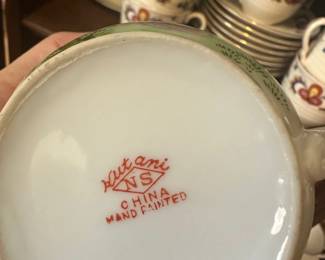 Kutani
NS
CHINA
HAND PAINTED